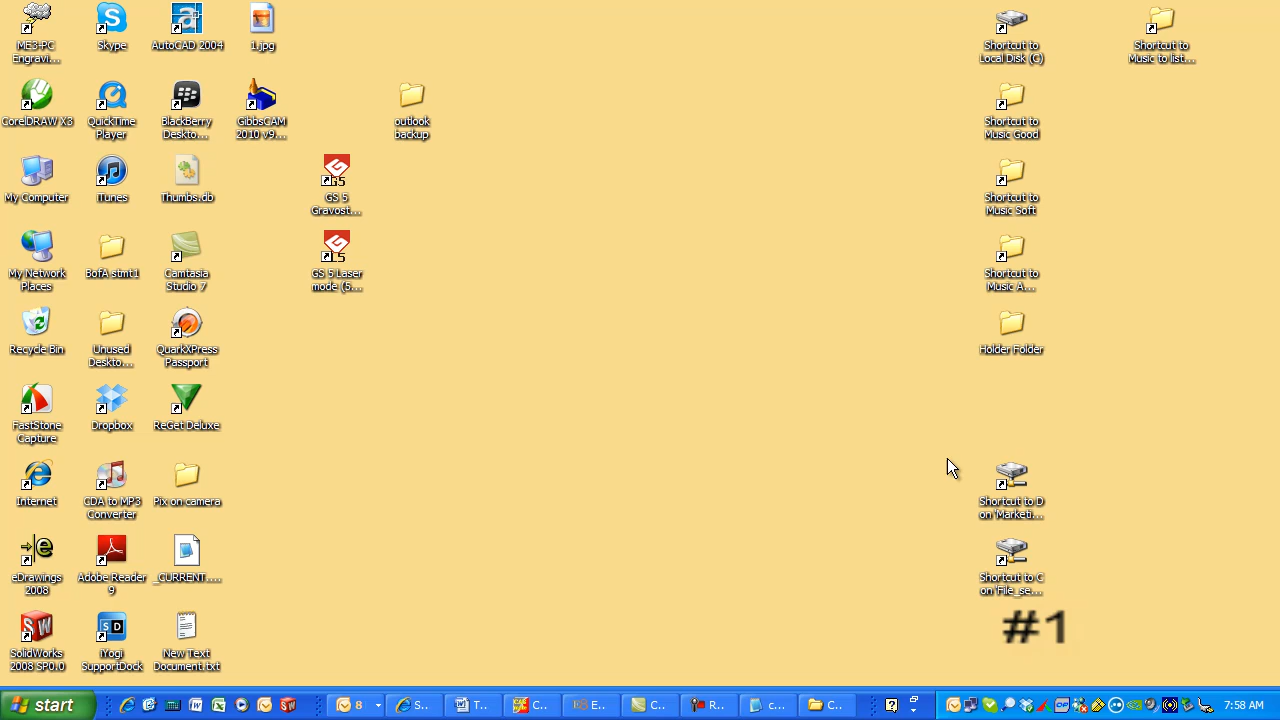 ME3-PC
Engravi...
Skype
AutoCAD 2004
1.jpg
Shortcut to
Local Disk (C)
Shortcut to
Music to list...
CorelDRAW X3
QuickTime
Player
BlackBerry
Deskto...
GibbsCAM
2010 v9...
outlook
backup
Shortcut to
Music Good
My Computer
iTunes
Thumbs.db
GS 5
Gravost...
Shortcut to
Music Soft
My Network
Places
BofA stmt1
Camtasia
Studio 7
GS 5 Laser
mode (5...
Shortcut to
Music A...
Recycle Bin
Unused
Deskto...
QuarkXPress
Passport
Holder Folder
FastStone
Capture
Dropbox
ReGet Deluxe
Internet
CDA to MP3
Converter
Pix on camera
Shortcut to D
on 'Marketi...
eDrawings
2008
Adobe Reader
9
_CURRENT....
Shortcut to C
on 'File_se...
#1
SolidWorks
2008 SP0.0
iYogi
SupportDock
New Text
Document.txt
start
8
S...
T...
C...
E...
C...
R...
c...
C...
7:58 AM